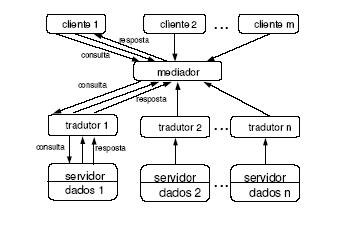 cliente 1
cliente 2
...
cliente m
resposta
consulta
mediador
consulta
resposta
tradutor 1
tradutor 2
...
tradutor n
consulta
resposta
servidor
dados 1
servidor
dados 2
...
servidor
dados n